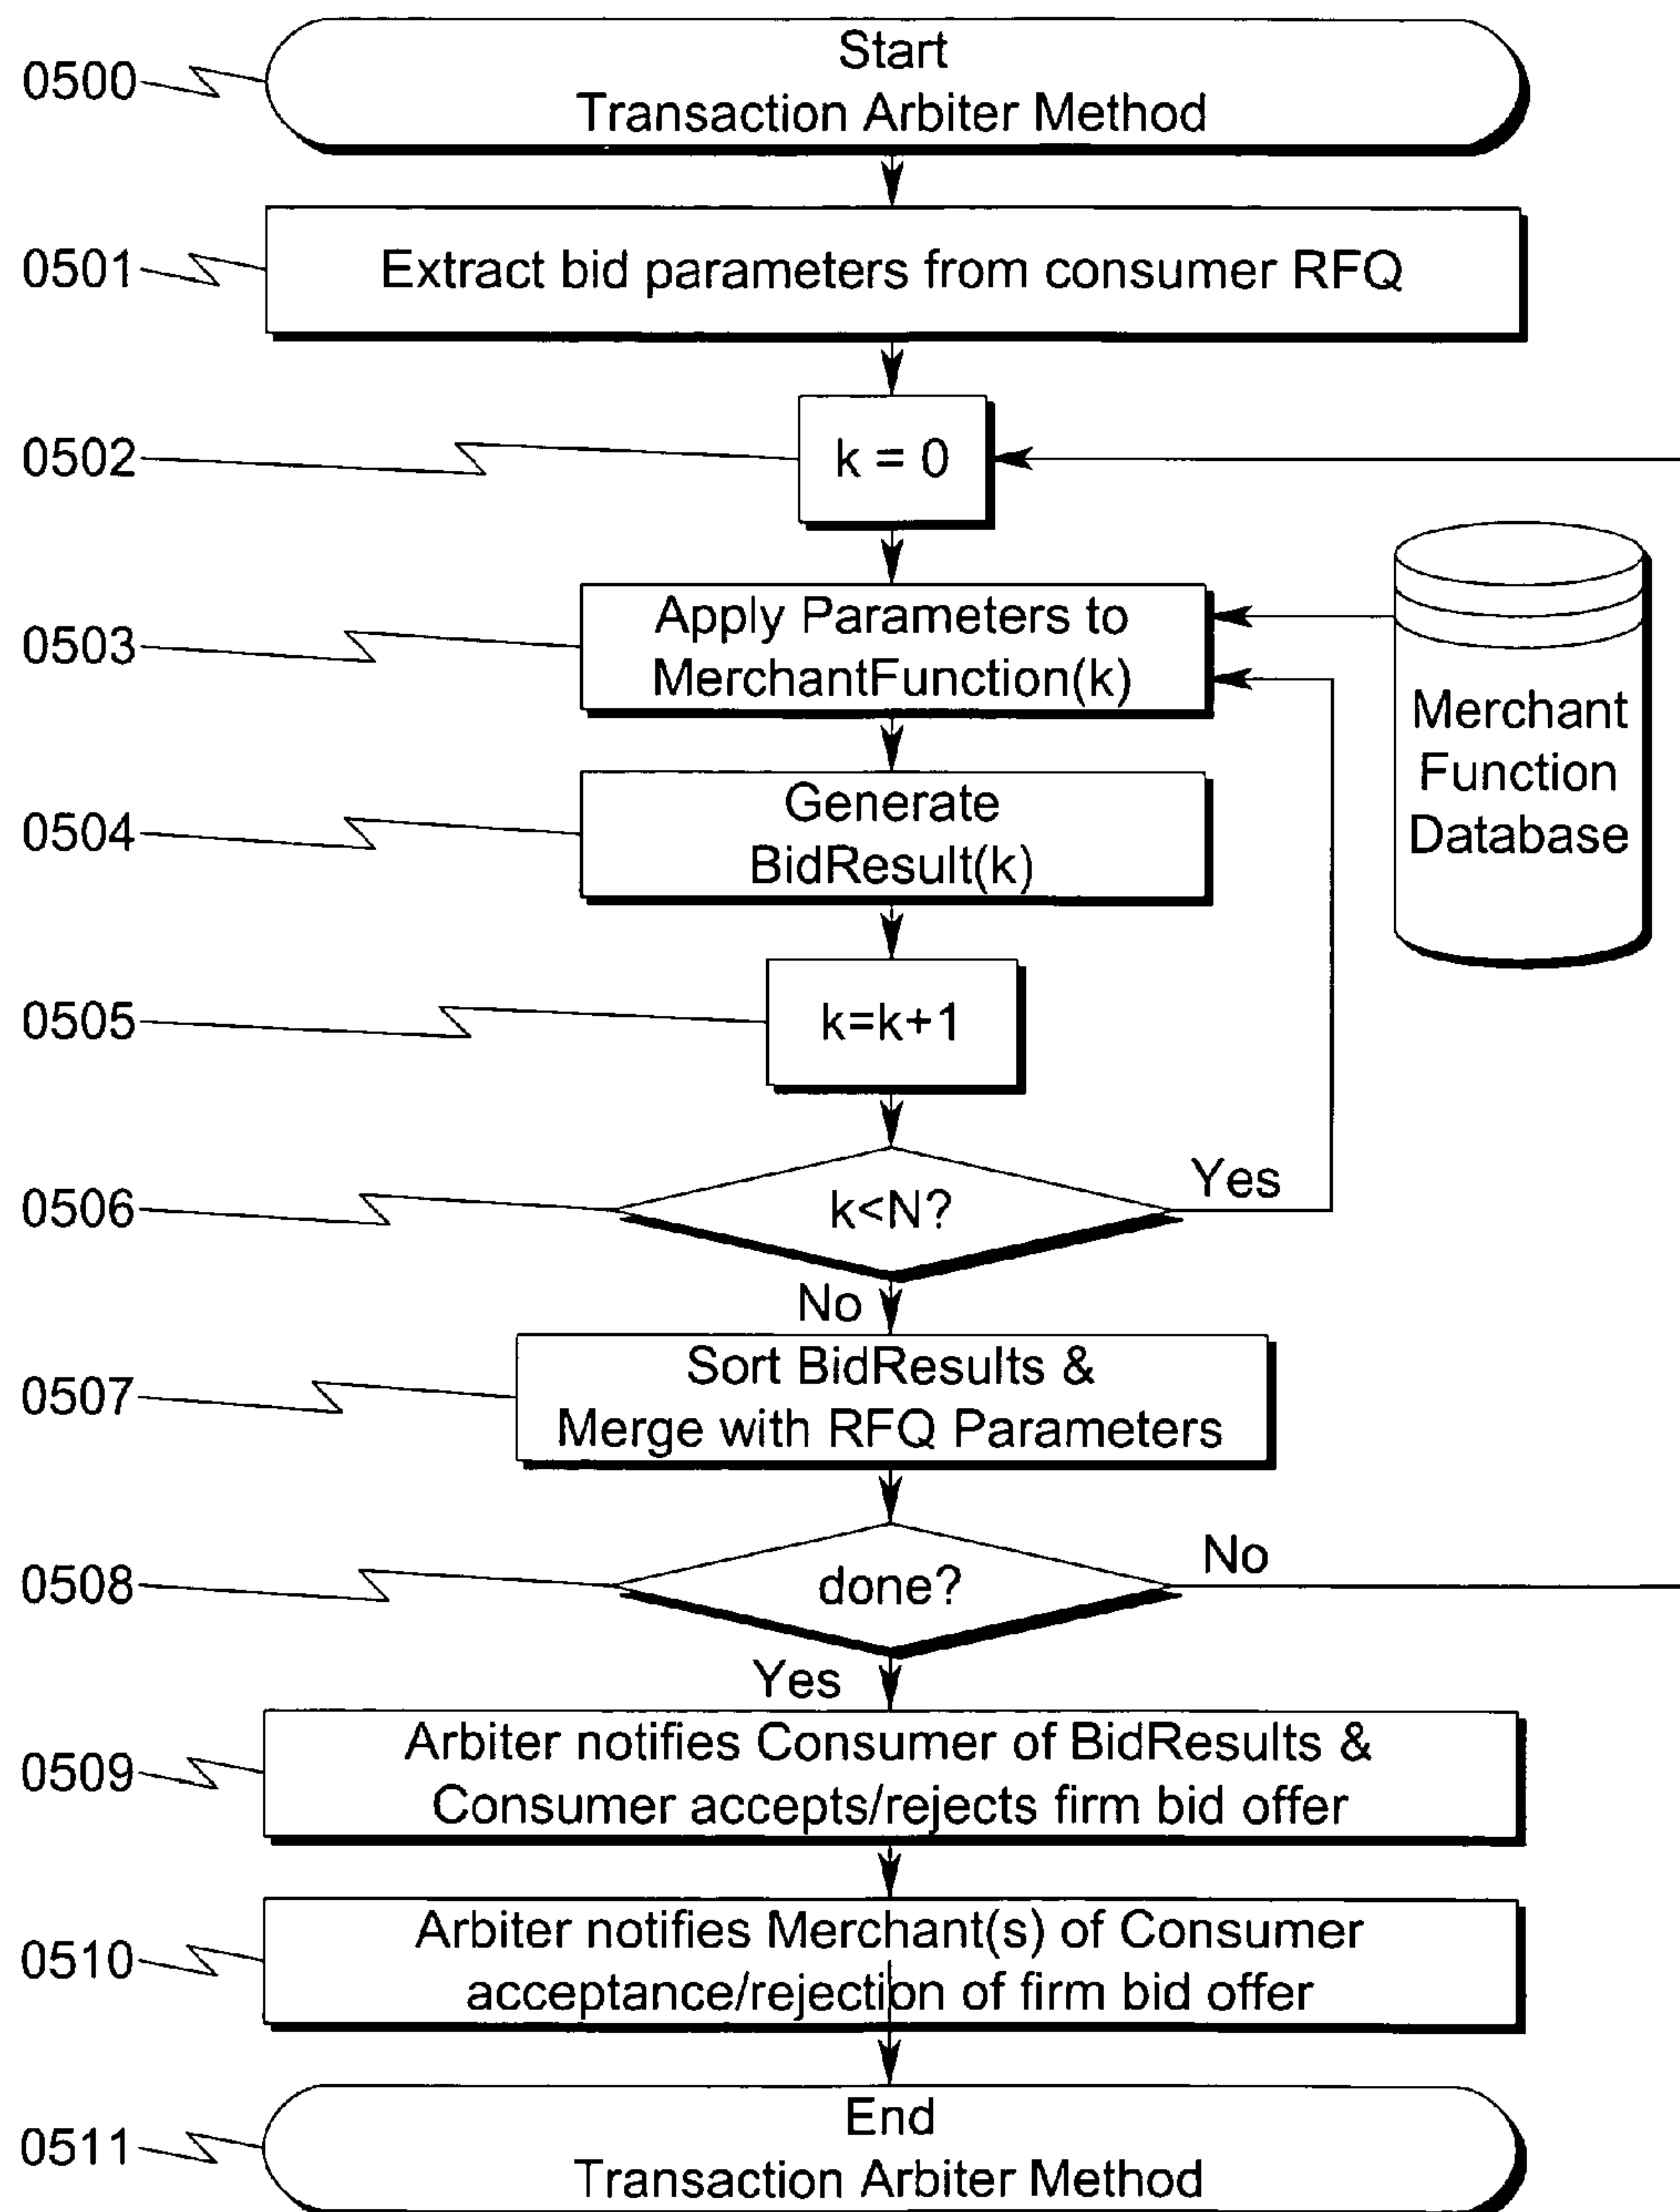 0500
Start
Transaction Arbiter Method
0501
Extract bid parameters from consumer RFQ
0502
k = 0
0503
Apply Parameters to
MerchantFunction(k)
Merchant
Function
Database
0504
Generate
BidResult(k)
0505
k=k+1
0506
k<N?
Yes
No
0507
Sort BidResults &
Merge with RFQ Parameters
0508
done?
No
Yes
0509
Arbiter notifies Consumer of BidResults &
Consumer accepts/rejects firm bid offer
0510
Arbiter notifies Merchant(s) of Consumer
acceptance/rejection of firm bid offer
0511
End
Transaction Arbiter Method